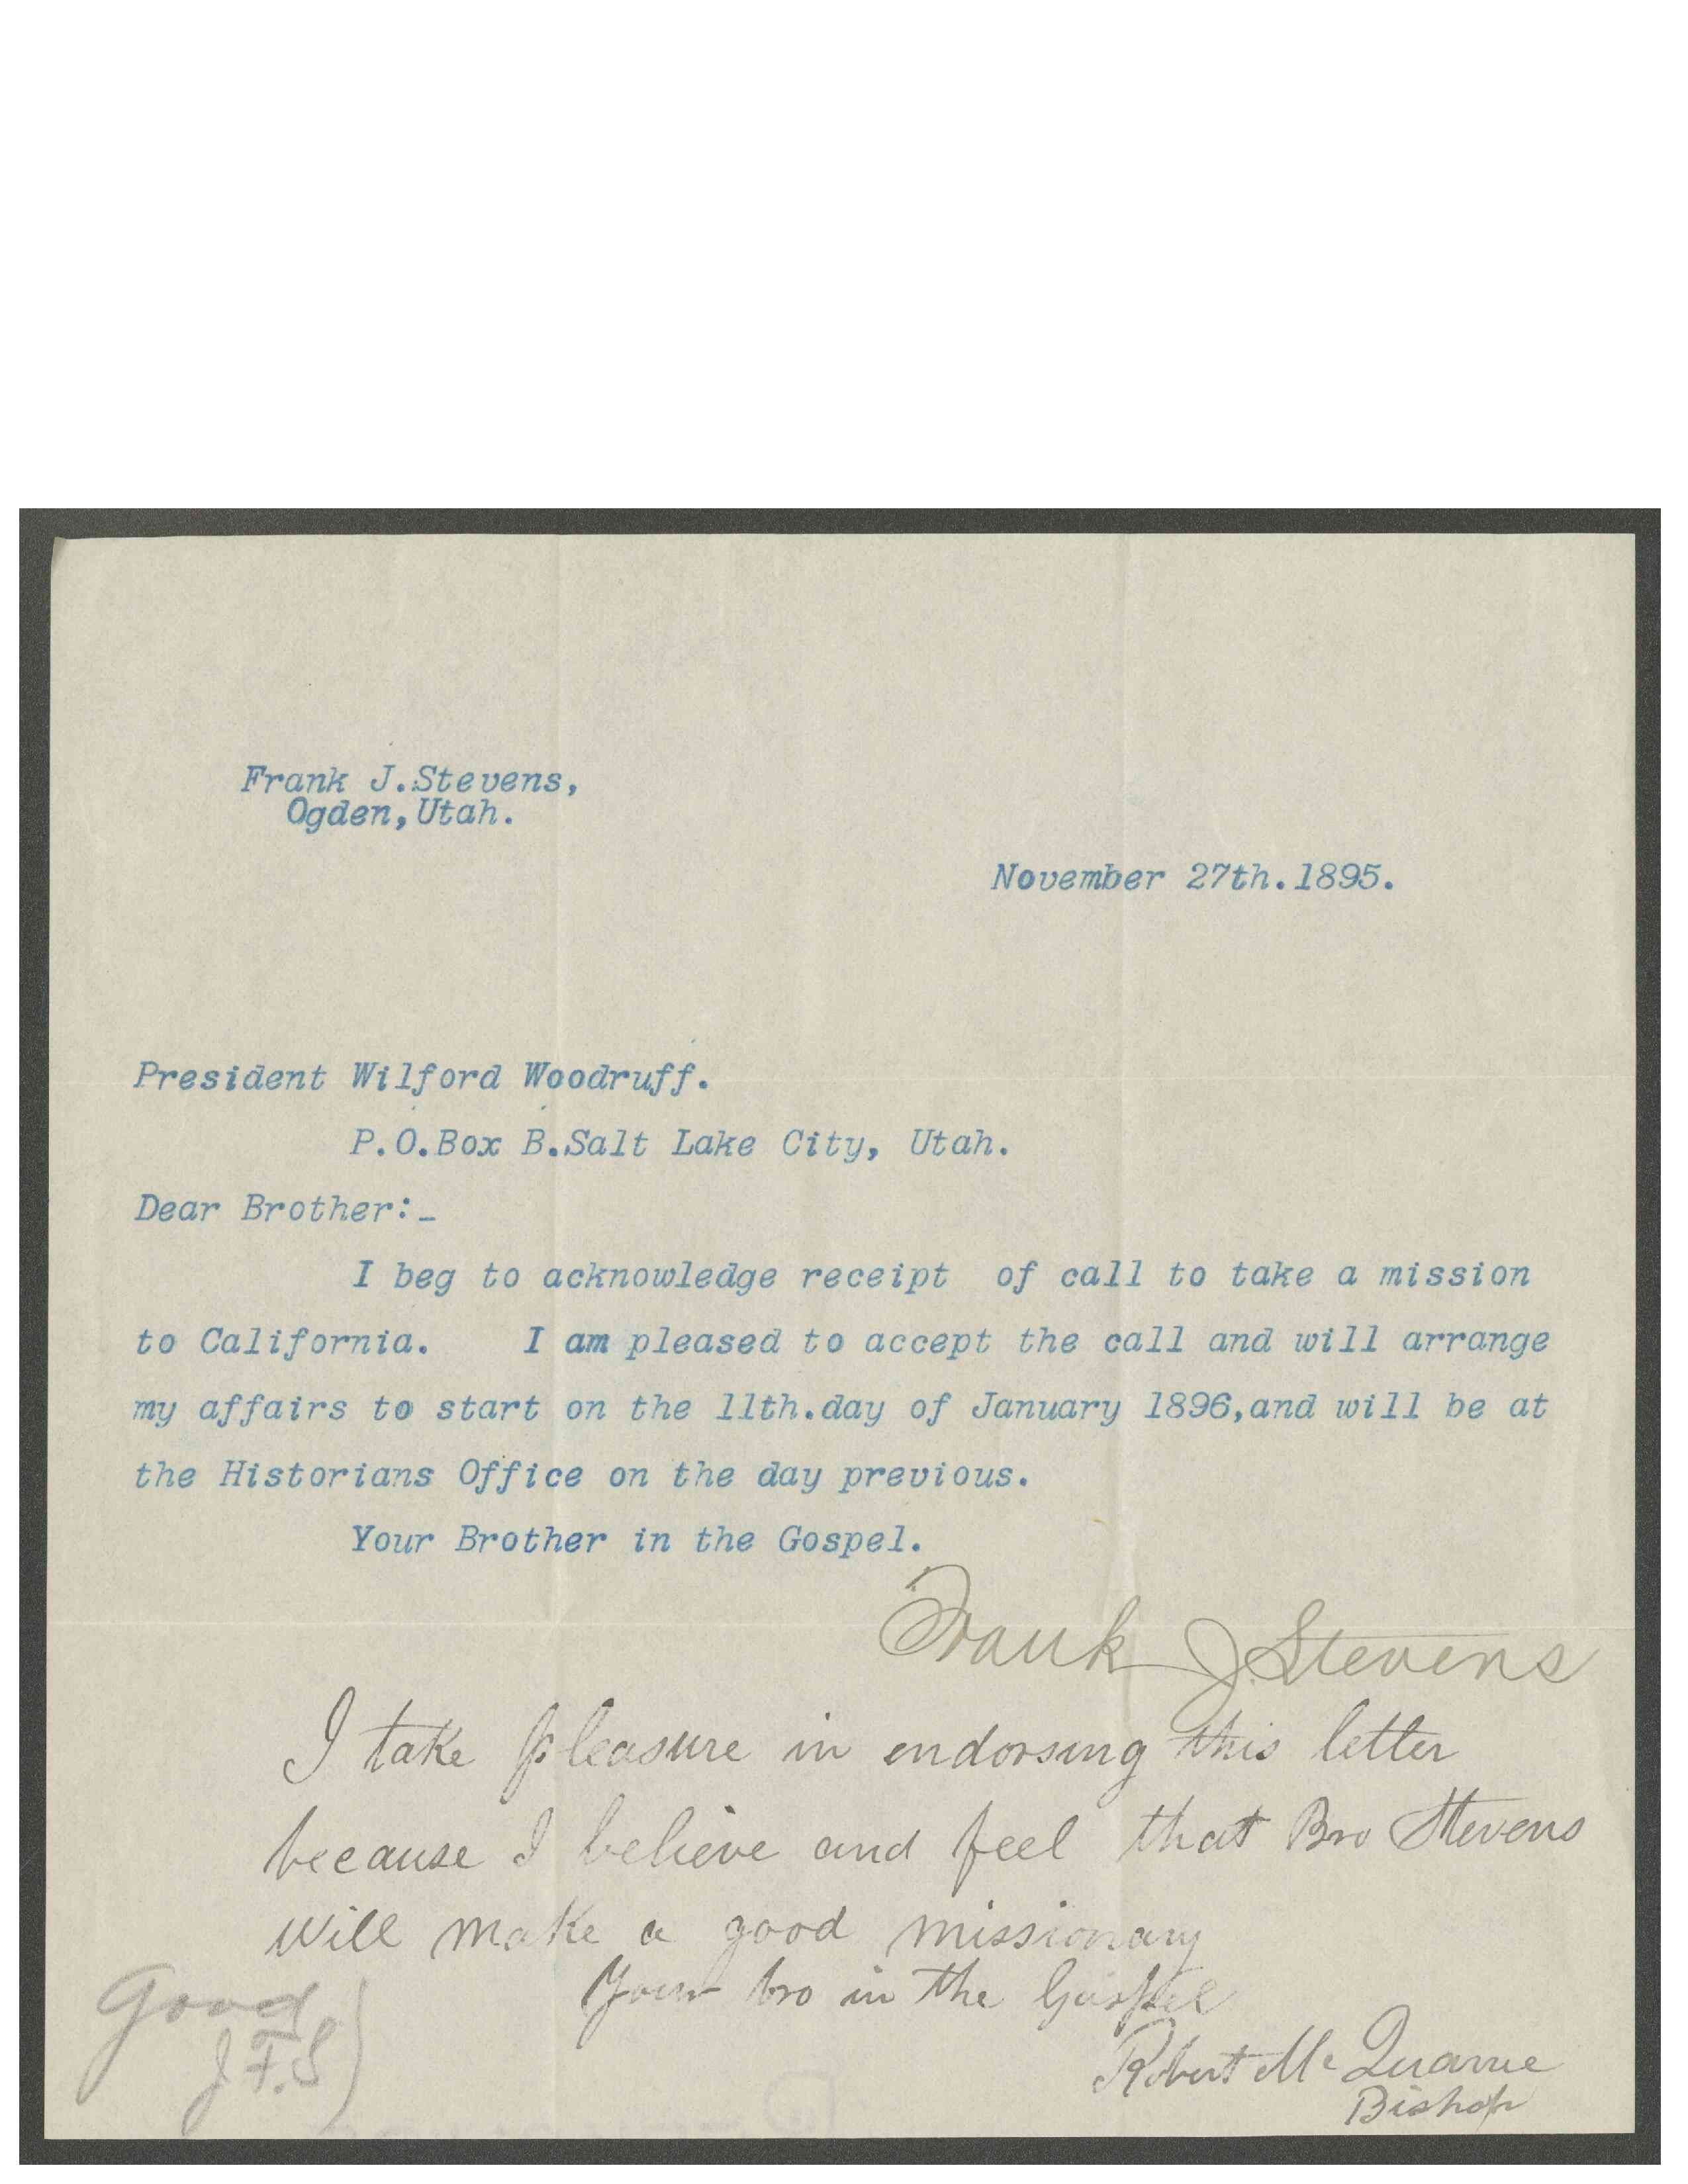 Frank J.Stevens,
Ogden,Utah.
November 27th.1895.
President Wilford Woodruff.
P.O.Box B.Salt Lake City, Utah.
Dear Brother:-
I beg to acknowledge receipt of call to take a mission
to California. I am pleased to accept the call and will arrange
my affairs to start on the 11th.day of January 1896,and will be at
the Historians Office on the day previous.
Your Brother in the Gospel.
Frank J. Stevens
I take pleasure in endorsing this letter
because I believe and feel that Bro Stevens
will make a good missionary
Your bro in the Gospel
Robert McQuarrie
Bishop
Good
J.F.S